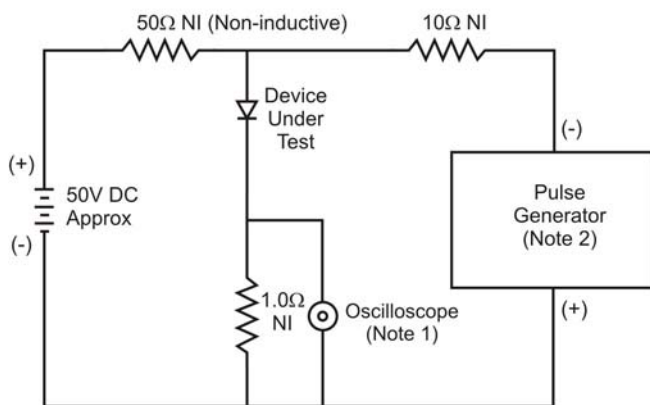 50Ω NI (Non-inductive)
10Ω NI
Device
Under
Test
(+)
50V DC
Approx
(-)
(-)
Pulse
Generator
(Note 2)
(+)
1.0Ω
NI
Oscilloscope
(Note 1)